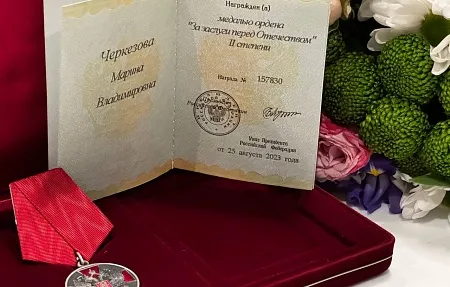 Черкезова
Марина
Владимировна
Награжден (а)
медалью ордена
"За заслуги перед Отечеством"
II степени
Награда № 157830
Указ Президента
Российской Федерации
от 25 августа 2023 года